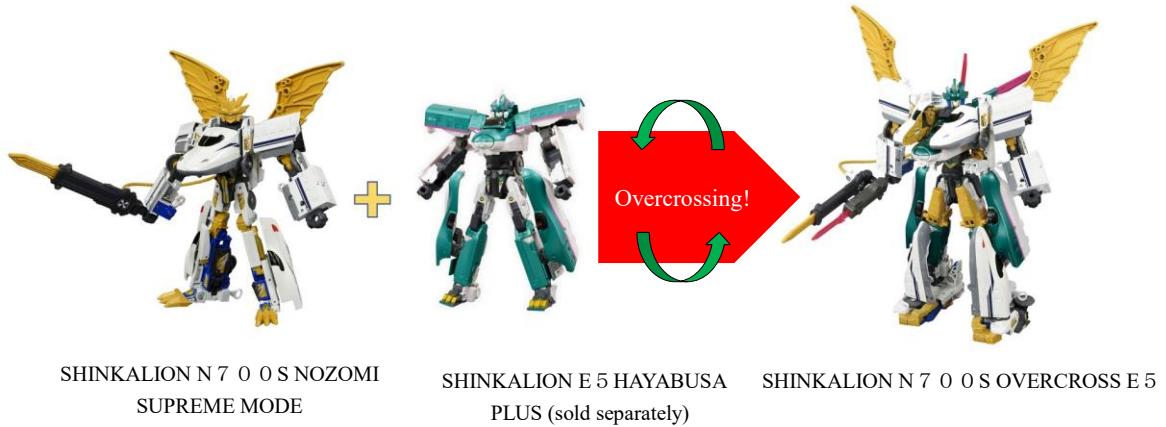 Overcrossing!
SHINKALION N７００S NOZOMI
SUPREME MODE
SHINKALION E５HAYABUSA
PLUS (sold separately)
SHINKALION N７００S OVERCROSS E５